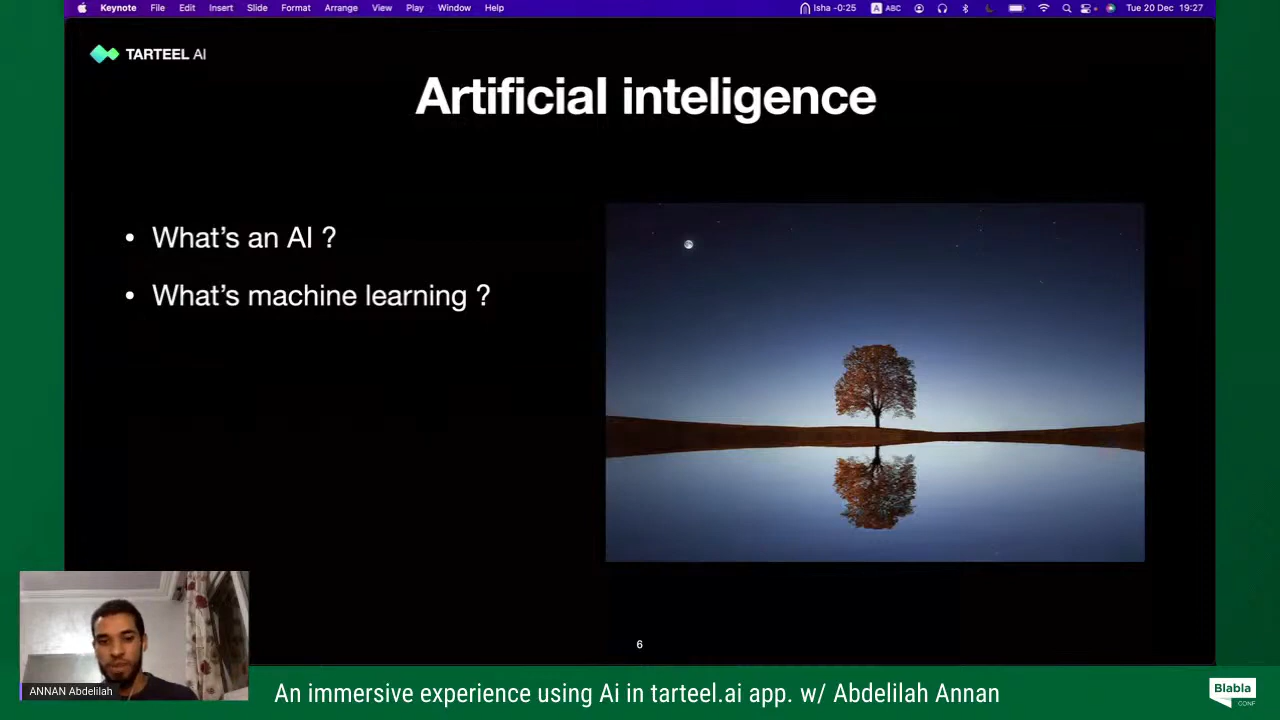 Keynote File Edit Insert Slide Format Arrange View Play Window Help Isha -0:25 A ABC Tue 20 Dec 19:27
TARTEEL AI
Artificial inteligence
• What's an AI ?
• What's machine learning ?
6
ANNAN Abdelilah
An immersive experience using Ai in tarteel.ai app. w/ Abdelilah Annan
Blabla
CONF